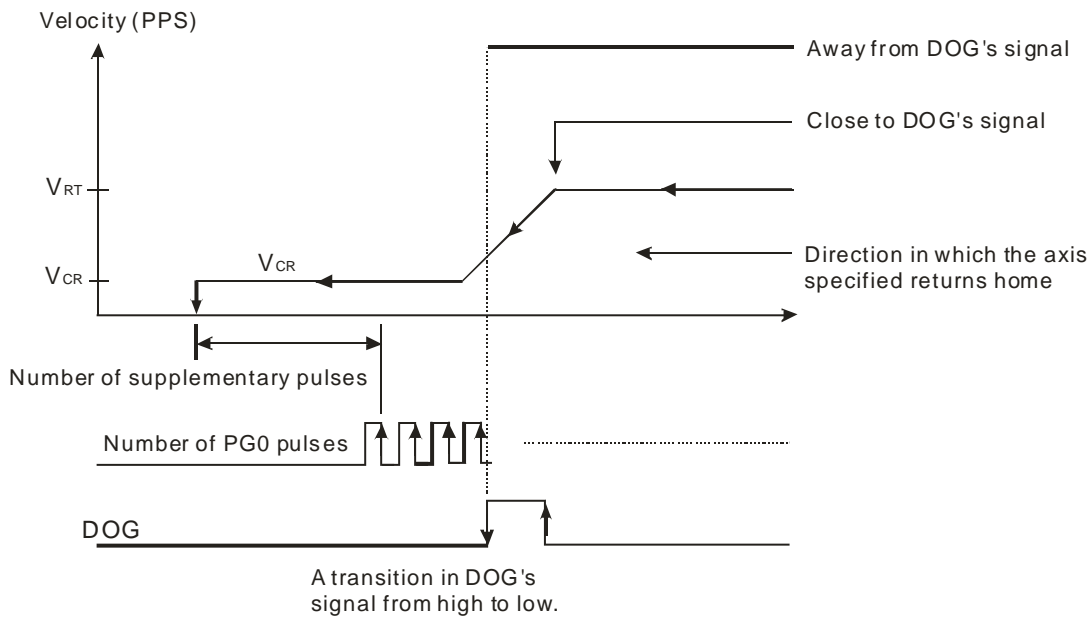 Velocity (PPS)
Away from DOG's signal
Close to DOG's signal
VRT
Direction in which the axis
specified returns home
VCR
VCR
Number of supplementary pulses
Number of PG0 pulses
DOG
A transition in DOG's
signal from high to low.